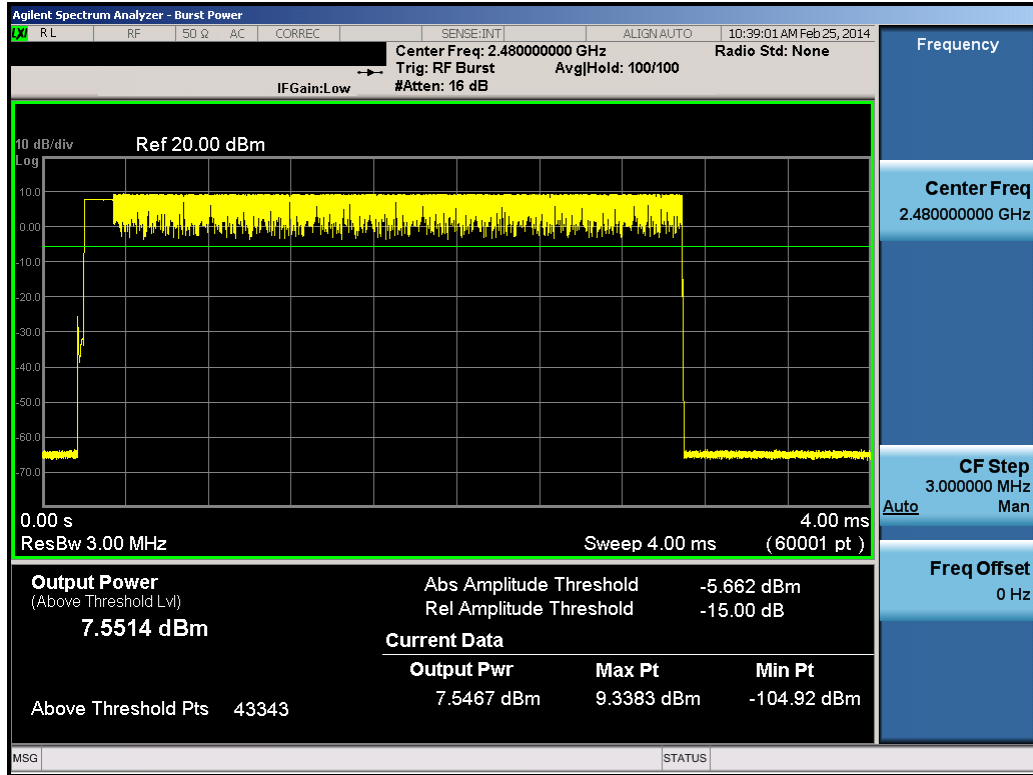 Agilent Spectrum Analyzer - Burst Power
LXI RL RF 50 Ω AC CORREC SENSE:INT ALIGN AUTO 10:39:01 AM Feb 25, 2014
Center Freq: 2.480000000 GHz Radio Std: None
Trig: RF Burst Avg|Hold: 100/100
IFGain:Low #Atten: 16 dB
Frequency
10 dB/div Ref 20.00 dBm
Log
10.0
0.00
-10.0
-20.0
-30.0
-40.0
-50.0
-60.0
-70.0
0.00 s 4.00 ms
ResBw 3.00 MHz Sweep 4.00 ms (60001 pt)
Center Freq
2.480000000 GHz
CF Step
3.000000 MHz
Auto Man
Freq Offset
0 Hz
Output Power
(Above Threshold Lvl)
7.5514 dBm
Above Threshold Pts 43343
Abs Amplitude Threshold -5.662 dBm
Rel Amplitude Threshold -15.00 dB
Current Data
Output Pwr Max Pt Min Pt
7.5467 dBm 9.3383 dBm -104.92 dBm
MSG STATUS